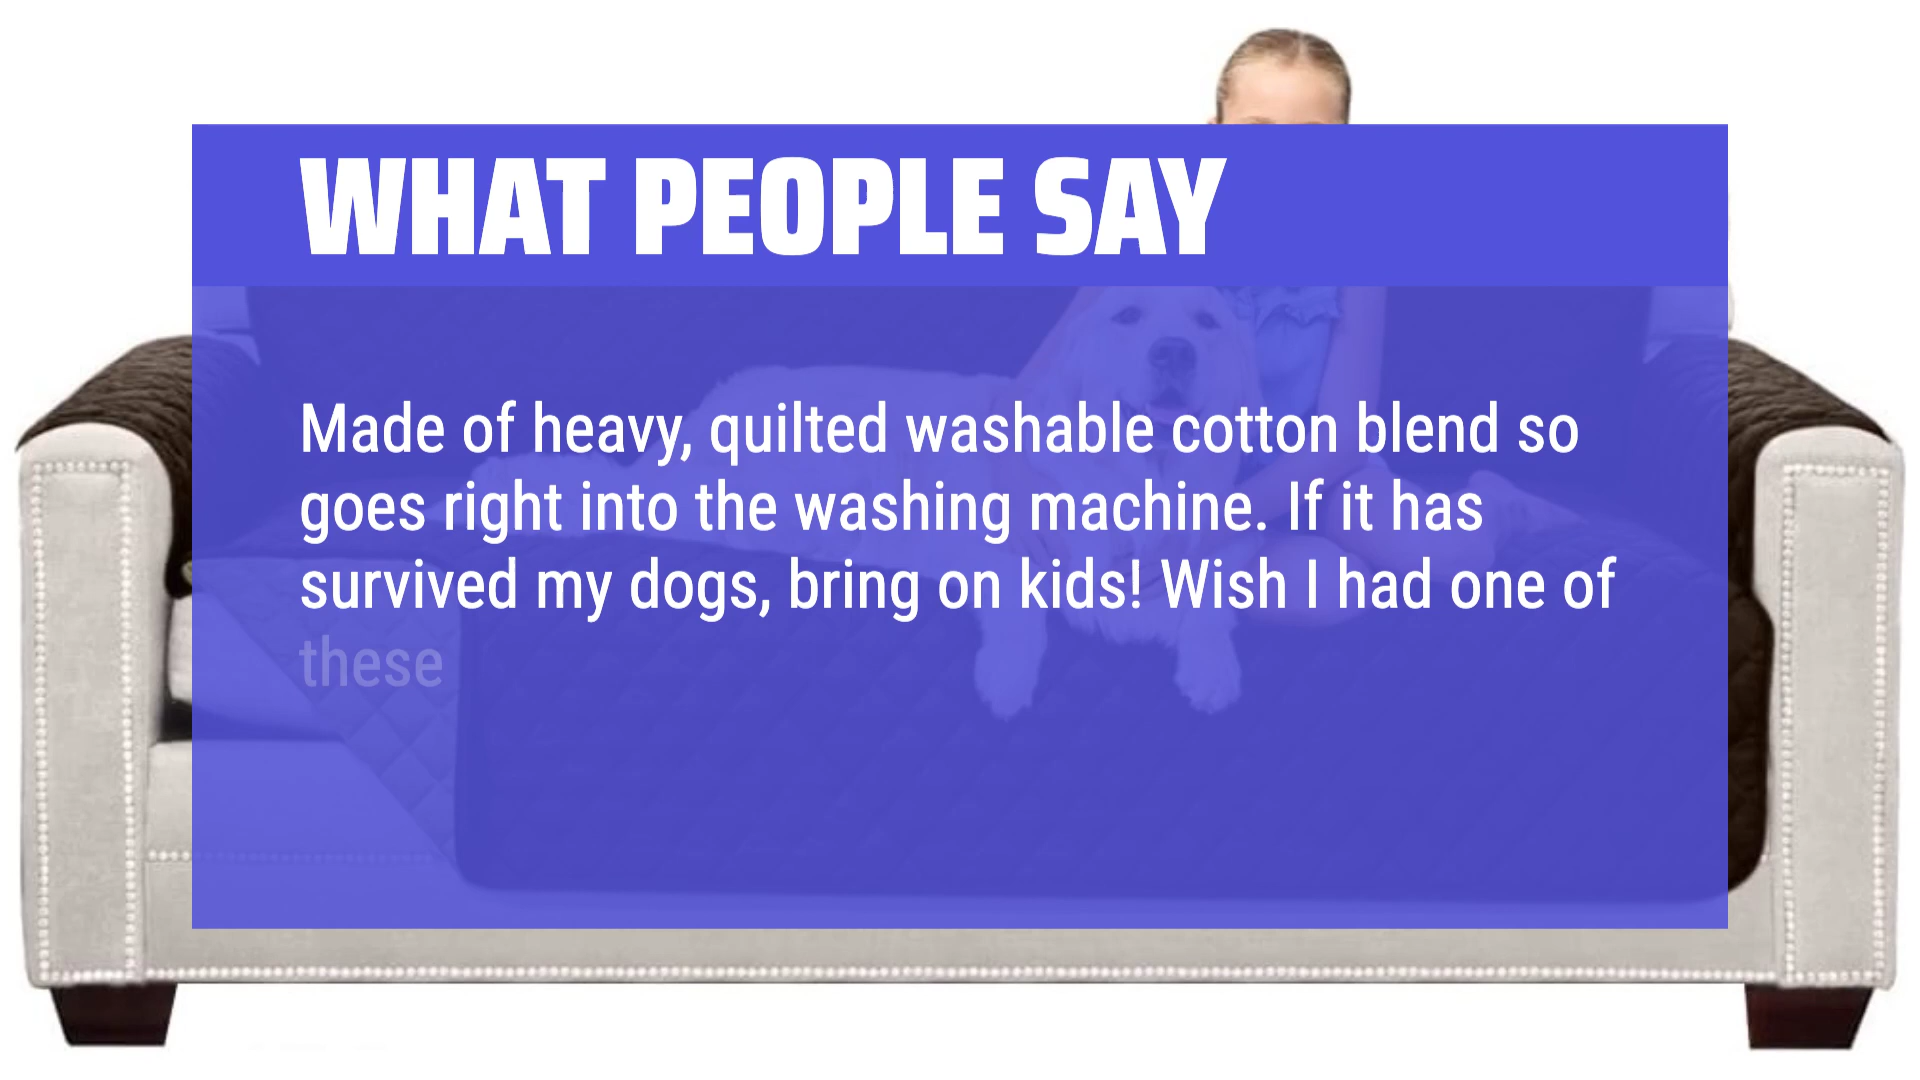 WHAT PEOPLE SAY
Made of heavy, quilted washable cotton blend so
goes right into the washing machine. If it has
survived my dogs, bring on kids! Wish I had one of
these